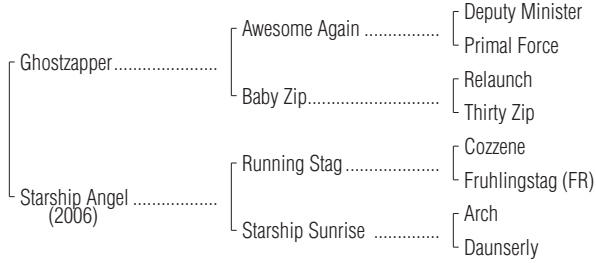 Deputy Minister
Awesome Again ................
Primal Force
Ghostzapper......................
Relaunch
Baby Zip............................
Thirty Zip
Cozzene
Running Stag....................
Fruhlingstag (FR)
Starship Angel ..................
(2006)
Arch
Starship Sunrise ..............
Daunserly